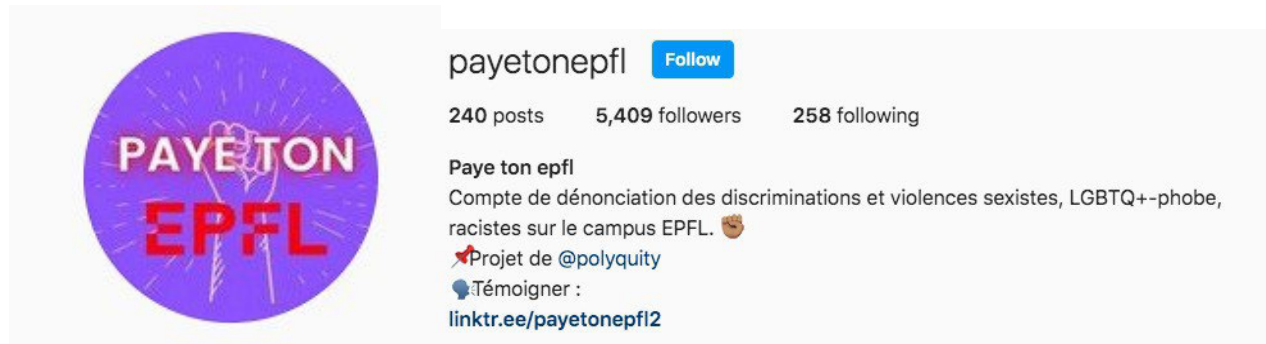 PAYE TON
EPFL
payetonepfl Follow
240 posts 5,409 followers 258 following
Paye ton epfl
Compte de dénonciation des discriminations et violences sexistes, LGBTQ+-phobe,
racistes sur le campus EPFL. ✊🏽
📌Projet de @polyquity
🗣️Témoigner :
linktr.ee/payetonepfl2